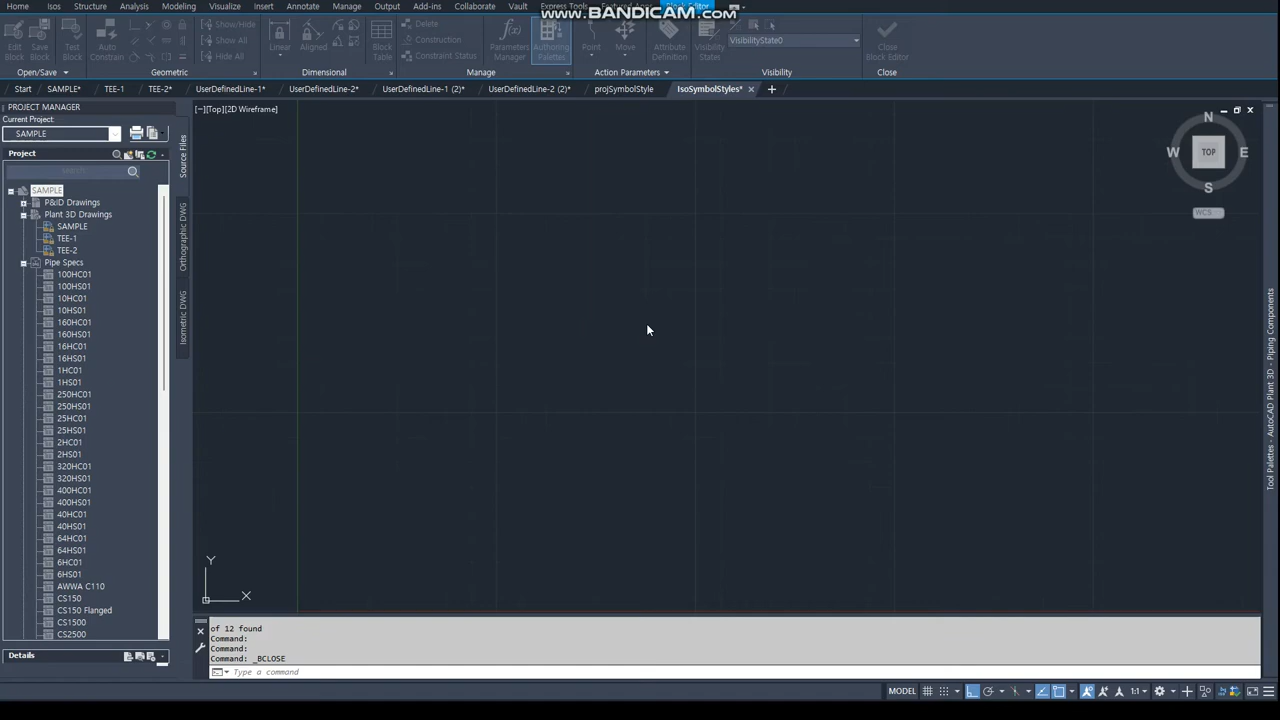 www.BANDICAM.com
Home Isos Structure Analysis Modeling Visualize Insert Annotate Manage Output Add-ins Collaborate Vault Express Tools Featured Apps Block Editor
Edit Block
Save Block
Test Block
Auto Constrain
Show/Hide
Show All
Hide All
Linear
Aligned
Delete
Construction
Constraint Status
Block Table
Parameters Manager
Authoring Palettes
Point
Move
Attribute Definition
Visibility States
VisibilityState0
Close Block Editor
Open/Save Geometric Dimensional Manage Action Parameters Visibility Close
Start SAMPLE* TEE-1 TEE-2* UserDefinedLine-1* UserDefinedLine-2* UserDefinedLine-1 (2)* UserDefinedLine-2 (2)* projSymbolStyle IsoSymbolStyles*
PROJECT MANAGER
Current Project:
SAMPLE
Project
SAMPLE
P&ID Drawings
Plant 3D Drawings
SAMPLE
TEE-1
TEE-2
Pipe Specs
100HC01
100HS01
10HC01
10HS01
160HC01
160HS01
16HC01
16HS01
1HC01
1HS01
250HC01
250HS01
25HC01
25HS01
2HC01
2HS01
320HC01
320HS01
400HC01
400HS01
40HC01
40HS01
64HC01
64HS01
6HC01
6HS01
AWWA C110
CS150
CS150 Flanged
CS1500
CS2500
Details
Source Files
Orthographic DWG
Isometric DWG
[−][Top][2D Wireframe]
N
W TOP E
S
WCS
Y
X
Tool Palettes - AutoCAD Plant 3D - Piping Components
of 12 found
Command:
Command:
Command: _BCLOSE
Type a command
MODEL 1:1